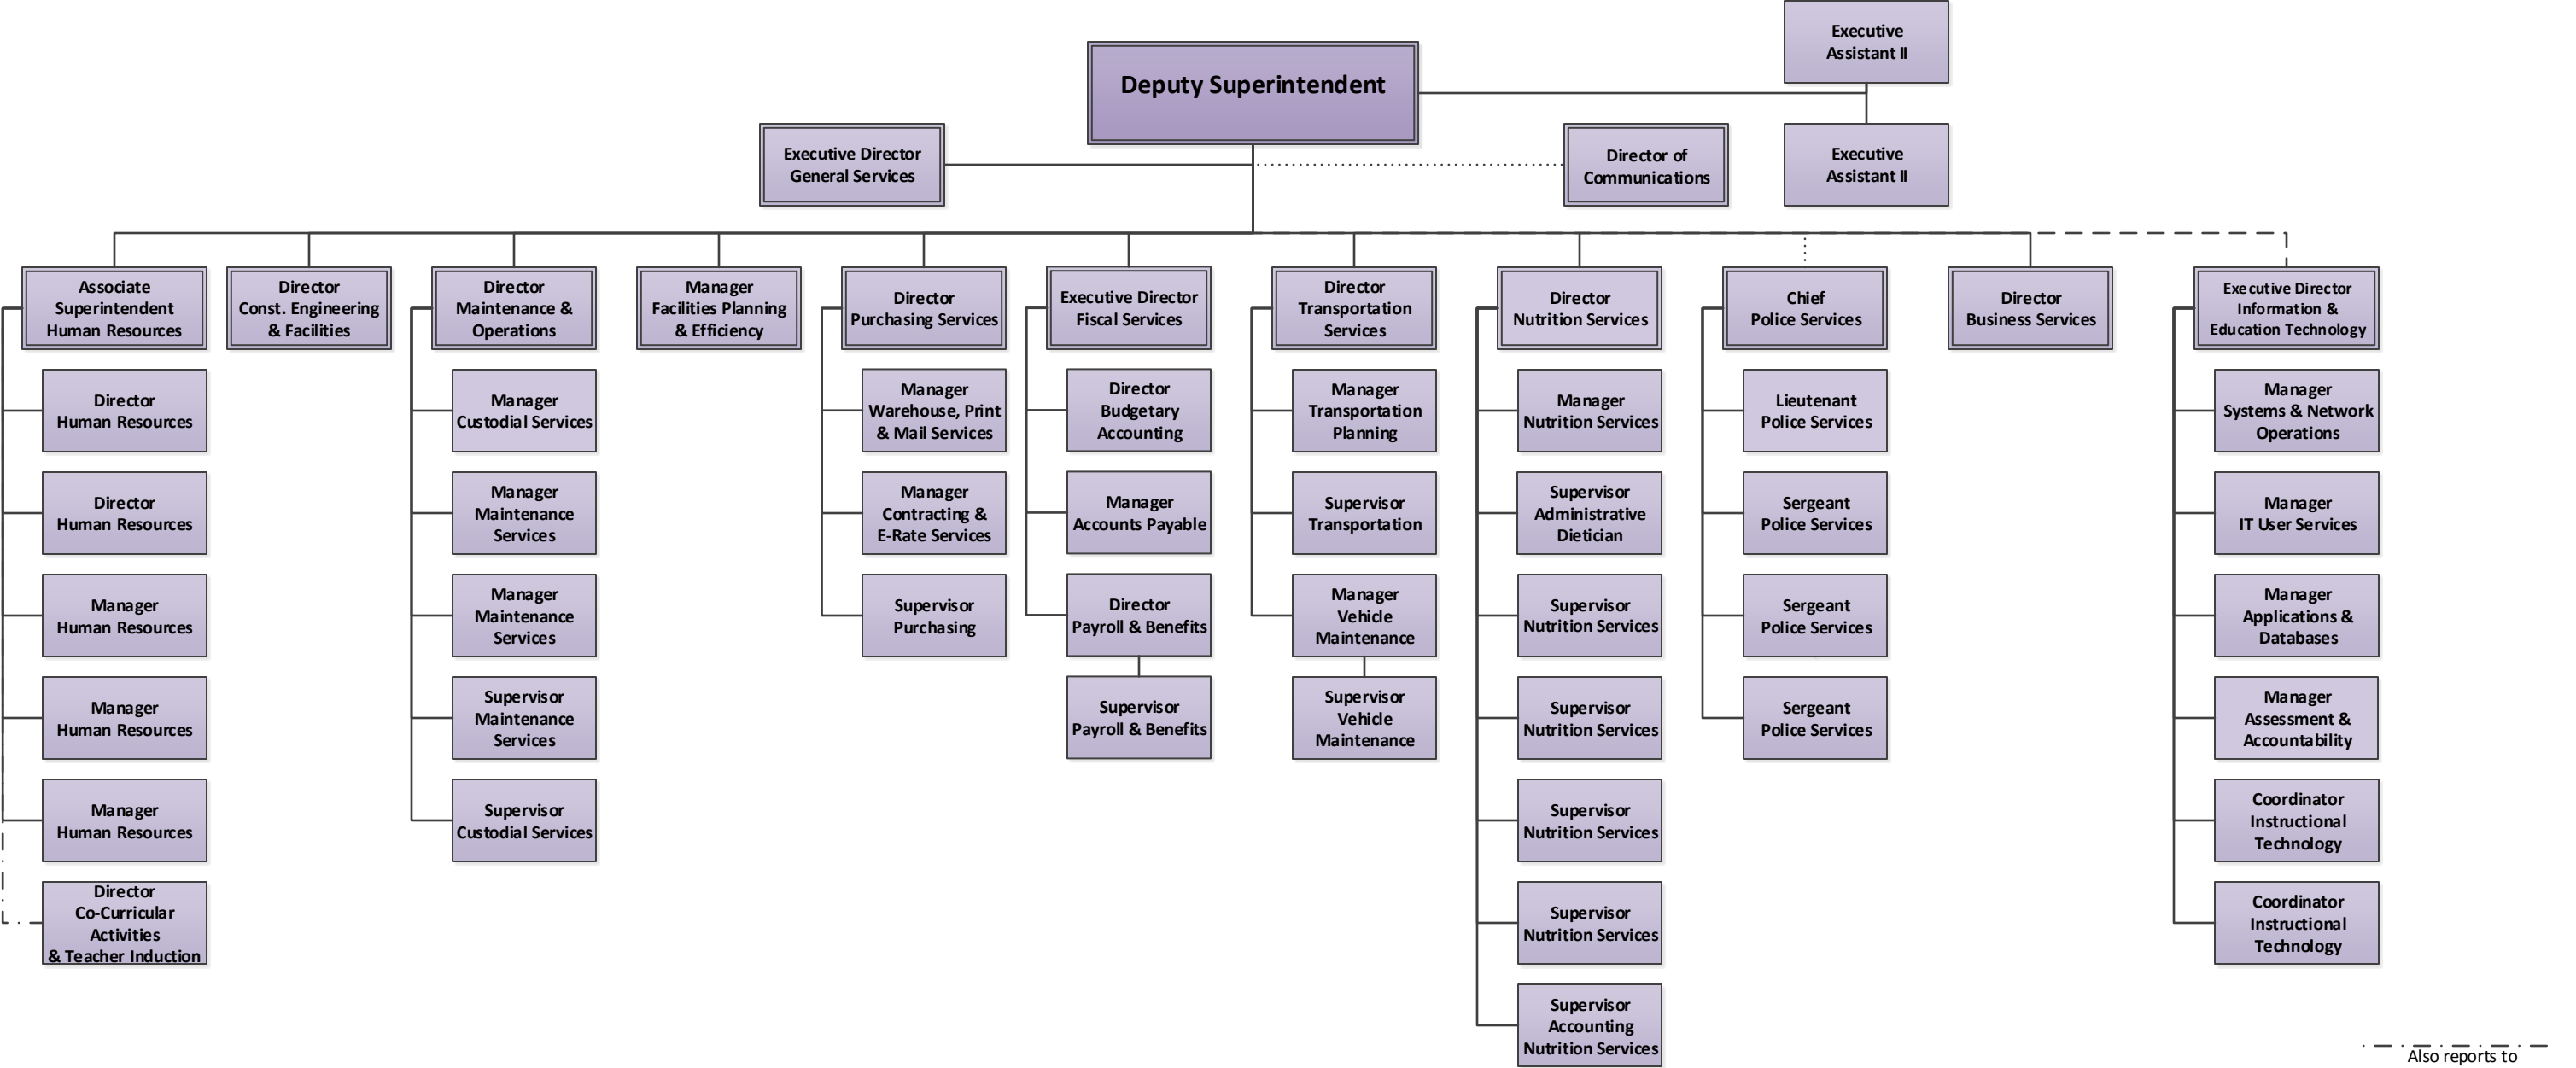 Executive
Assistant II
Deputy Superintendent
Executive Director
General Services
Director of
Communications
Executive
Assistant II
Associate
Superintendent
Human Resources
Director
Const. Engineering
& Facilities
Director
Maintenance &
Operations
Manager
Facilities Planning
& Efficiency
Director
Purchasing Services
Executive Director
Fiscal Services
Director
Transportation
Services
Director
Nutrition Services
Chief
Police Services
Director
Business Services
Executive Director
Information &
Education Technology
Director
Human Resources
Director
Human Resources
Manager
Human Resources
Manager
Human Resources
Manager
Human Resources
Director
Co-Curricular
Activities
& Teacher Induction
Manager
Custodial Services
Manager
Maintenance
Services
Manager
Maintenance
Services
Supervisor
Maintenance
Services
Supervisor
Custodial Services
Manager
Warehouse, Print
& Mail Services
Manager
Contracting &
E-Rate Services
Supervisor
Purchasing
Director
Budgetary
Accounting
Manager
Accounts Payable
Director
Payroll & Benefits
Supervisor
Payroll & Benefits
Manager
Transportation
Planning
Supervisor
Transportation
Manager
Vehicle
Maintenance
Supervisor
Vehicle
Maintenance
Manager
Nutrition Services
Supervisor
Administrative
Dietician
Supervisor
Nutrition Services
Supervisor
Nutrition Services
Supervisor
Nutrition Services
Supervisor
Nutrition Services
Supervisor
Accounting
Nutrition Services
Lieutenant
Police Services
Sergeant
Police Services
Sergeant
Police Services
Sergeant
Police Services
Manager
Systems & Network
Operations
Manager
IT User Services
Manager
Applications &
Databases
Manager
Assessment &
Accountability
Coordinator
Instructional
Technology
Coordinator
Instructional
Technology
Also reports to